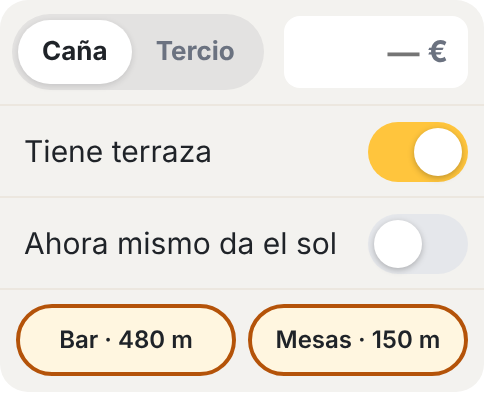 Caña Tercio — €
Tiene terraza
Ahora mismo da el sol
Bar · 480 m Mesas · 150 m